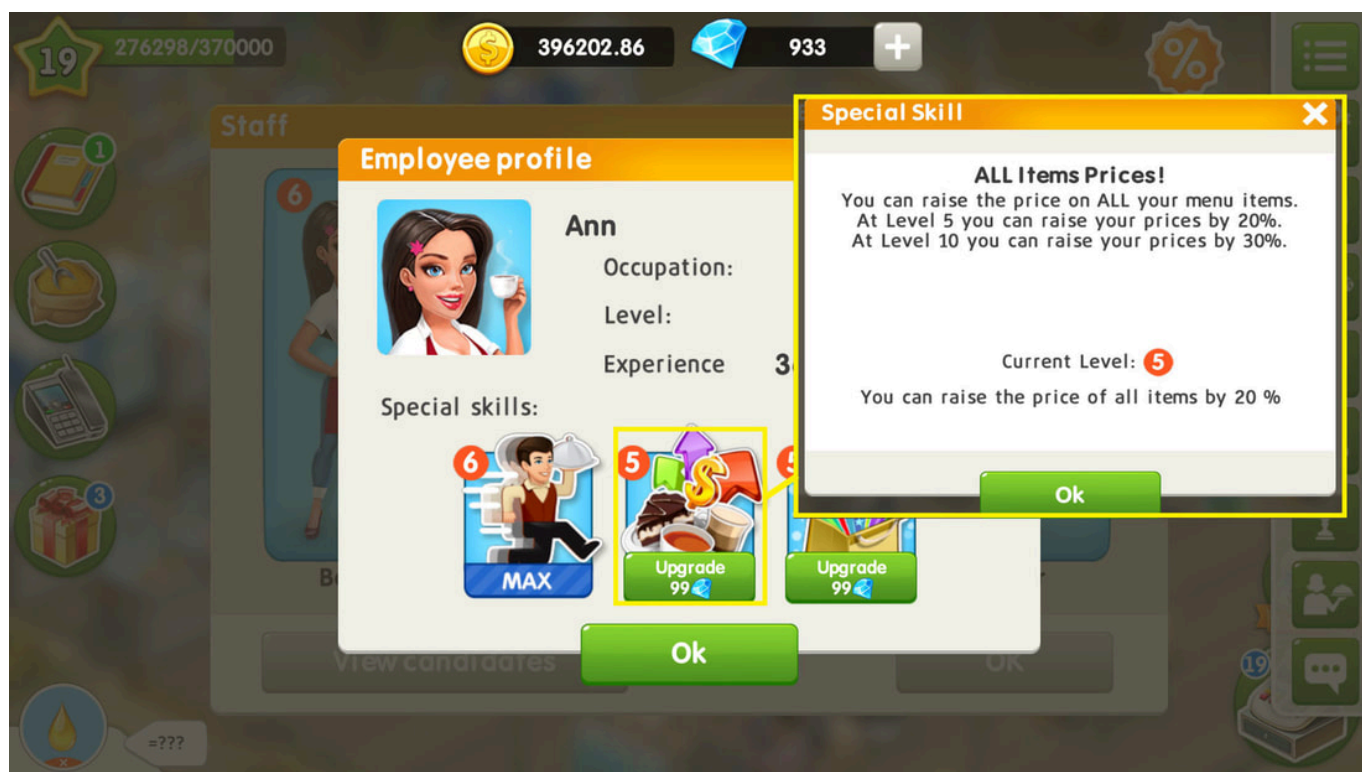 19
276298/370000
396202.86
933
+
%
Staff
Special Skill
Employee profile
1
6
ALL Items Prices!
You can raise the price on ALL your menu items.
At Level 5 you can raise your prices by 20%.
At Level 10 you can raise your prices by 30%.
Ann
Occupation:
Level:
Experience
Current Level: 5
You can raise the price of all items by 20 %
Special skills:
6
5
3
Ok
MAX
Upgrade
99
Upgrade
99
Ok
View candidates
OK
19
=???